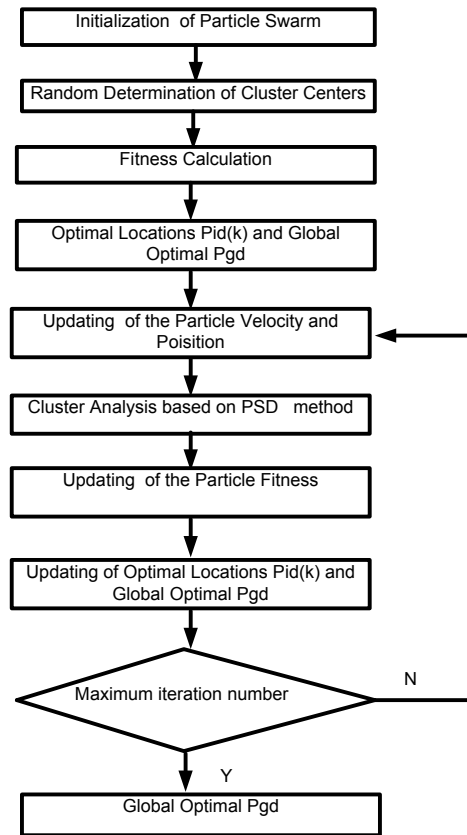 Initialization of Particle Swarm
Random Determination of Cluster Centers
Fitness Calculation
Optimal Locations Pid(k) and Global
Optimal Pgd
Updating of the Particle Velocity and
Poisition
Cluster Analysis based on PSD method
Updating of the Particle Fitness
Updating of Optimal Locations Pid(k) and
Global Optimal Pgd
Maximum iteration number
N
Y
Global Optimal Pgd